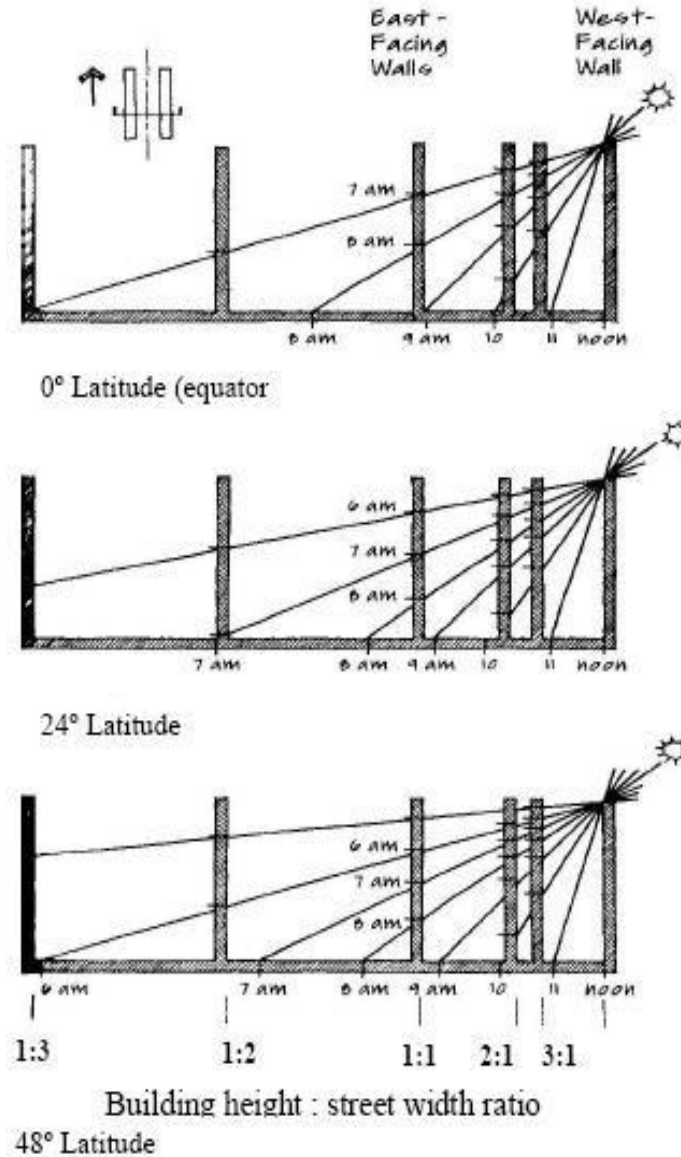 East-
Facing
Walls
West-
Facing
Wall
7 am
8 am
8 am 9 am 10 11 noon
0° Latitude (equator
6 am
7 am
8 am
7 am 8 am 9 am 10 11 noon
24° Latitude
6 am
7 am
8 am
6 am 7 am 8 am 9 am 10 11 noon
1:3 1:2 1:1 2:1 3:1
Building height : street width ratio
48° Latitude